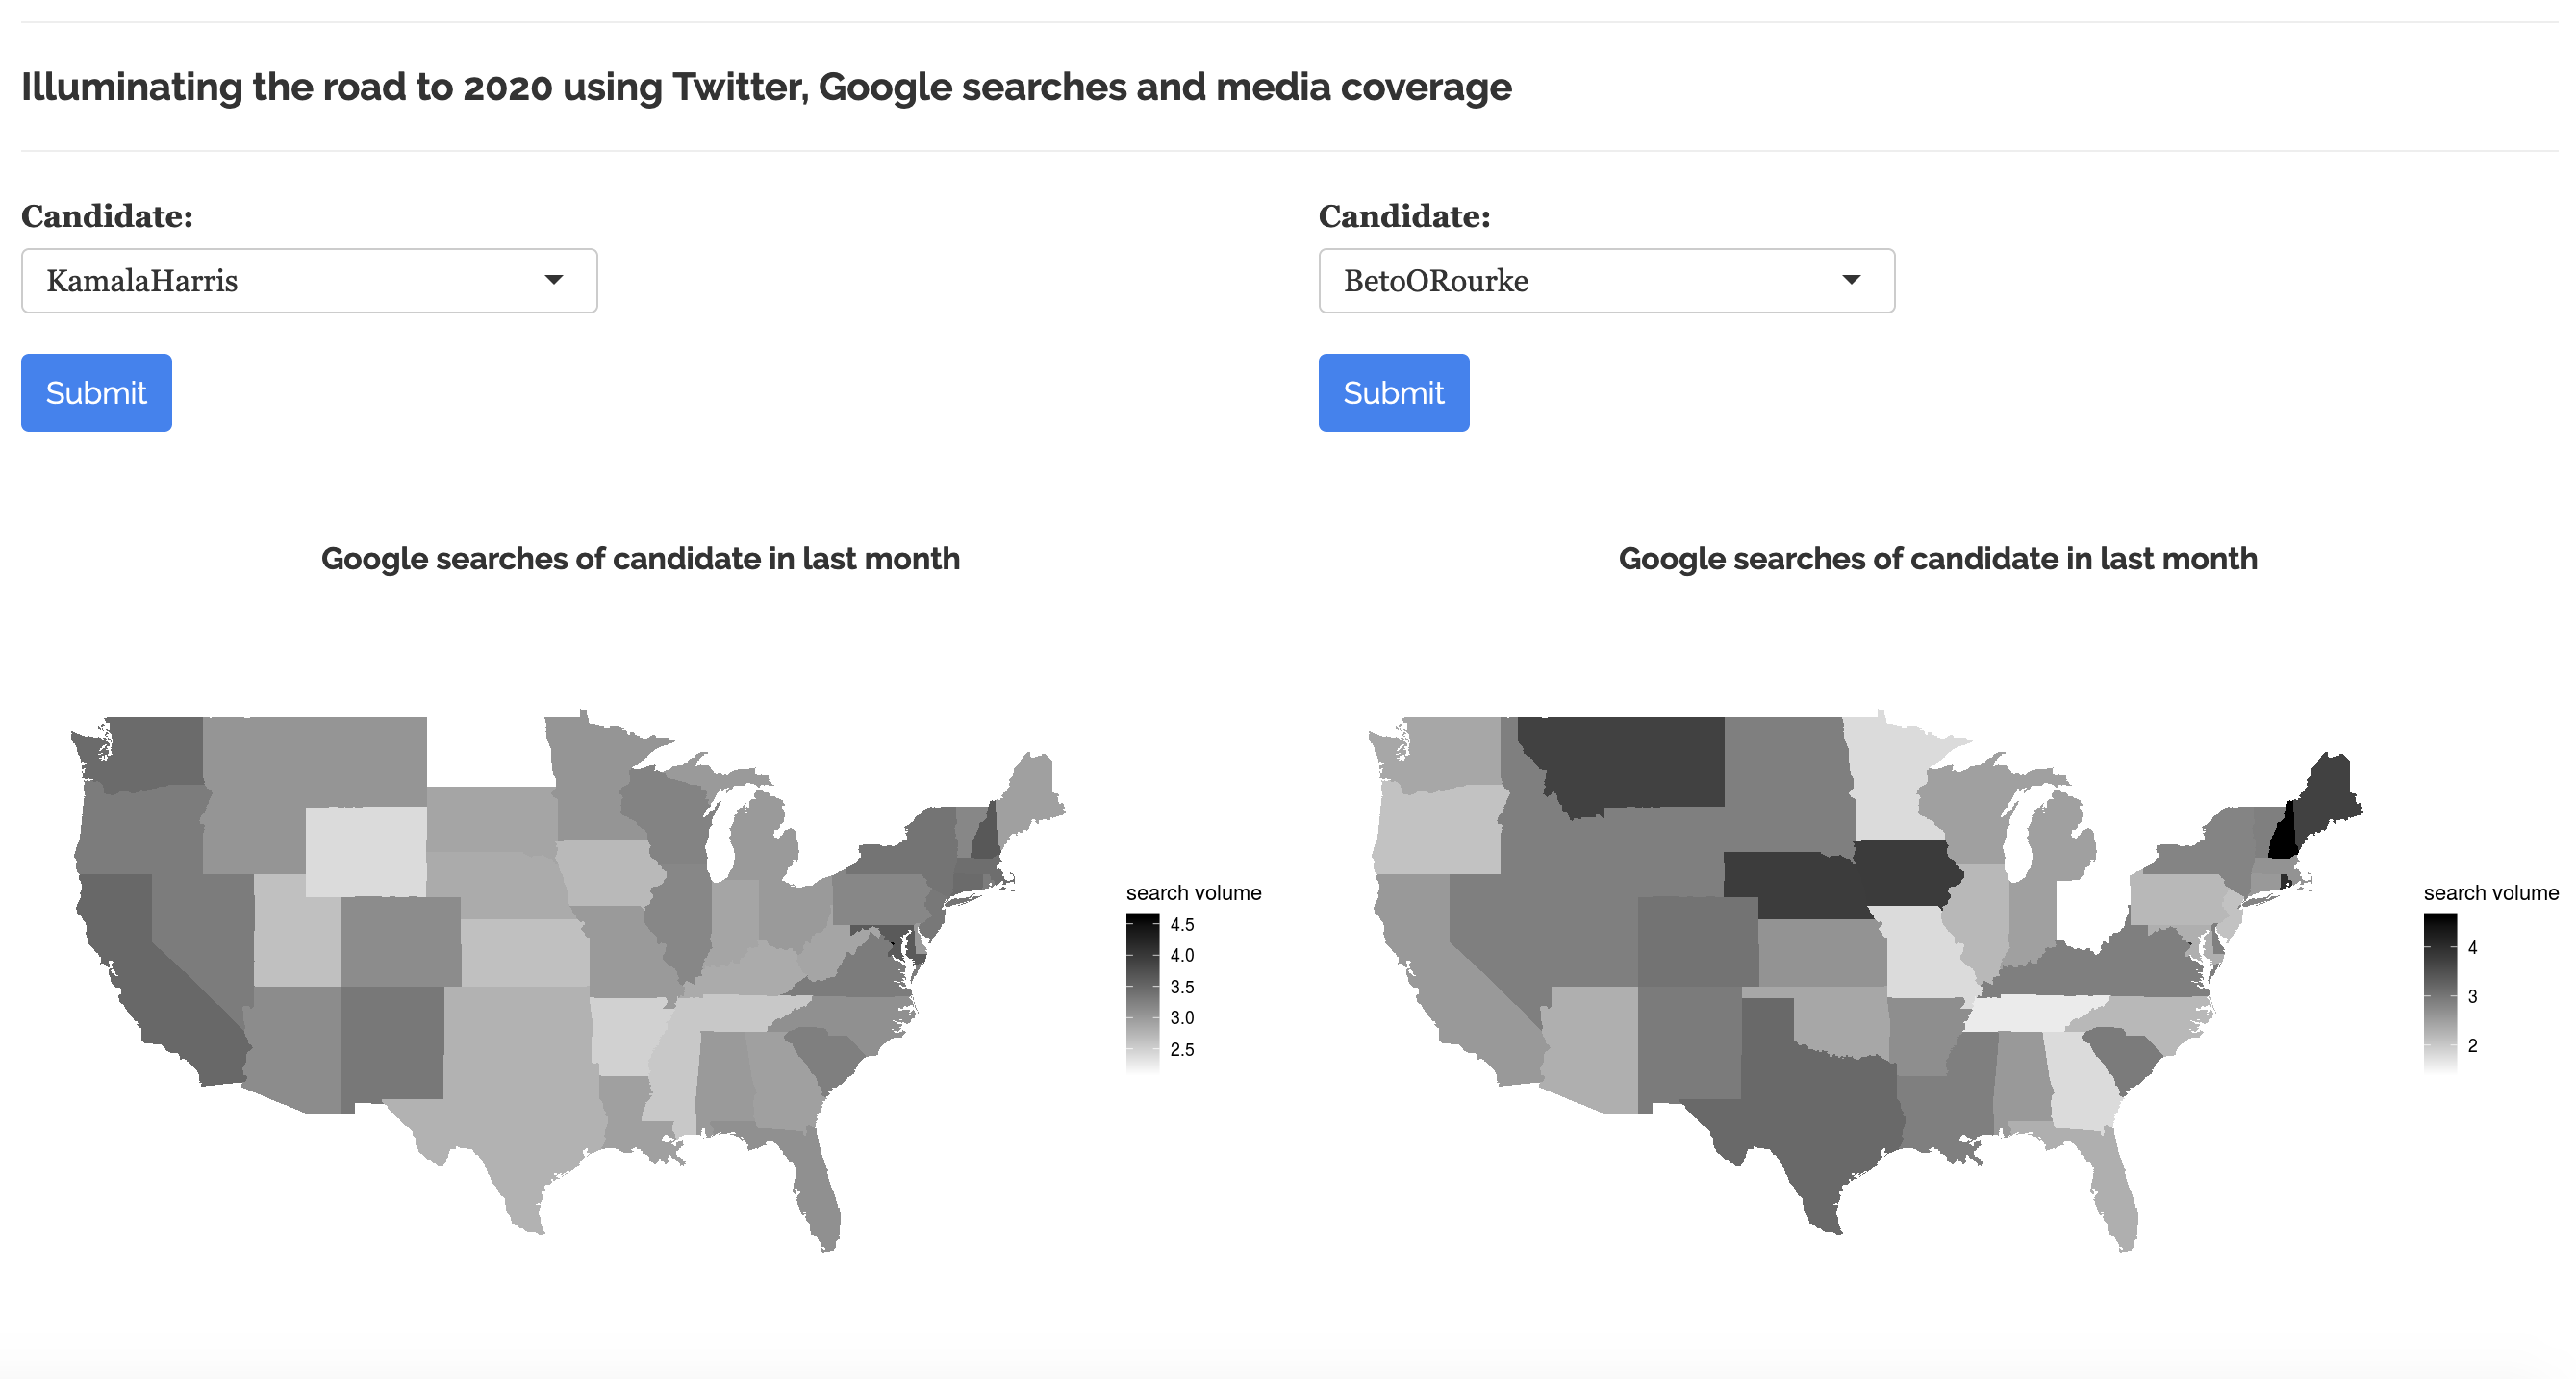 Illuminating the road to 2020 using Twitter, Google searches and media coverage
Candidate:
KamalaHarris
Submit
Google searches of candidate in last month
search volume
4.5
4.0
3.5
3.0
2.5
Candidate:
BetoORourke
Submit
Google searches of candidate in last month
search volume
4
3
2